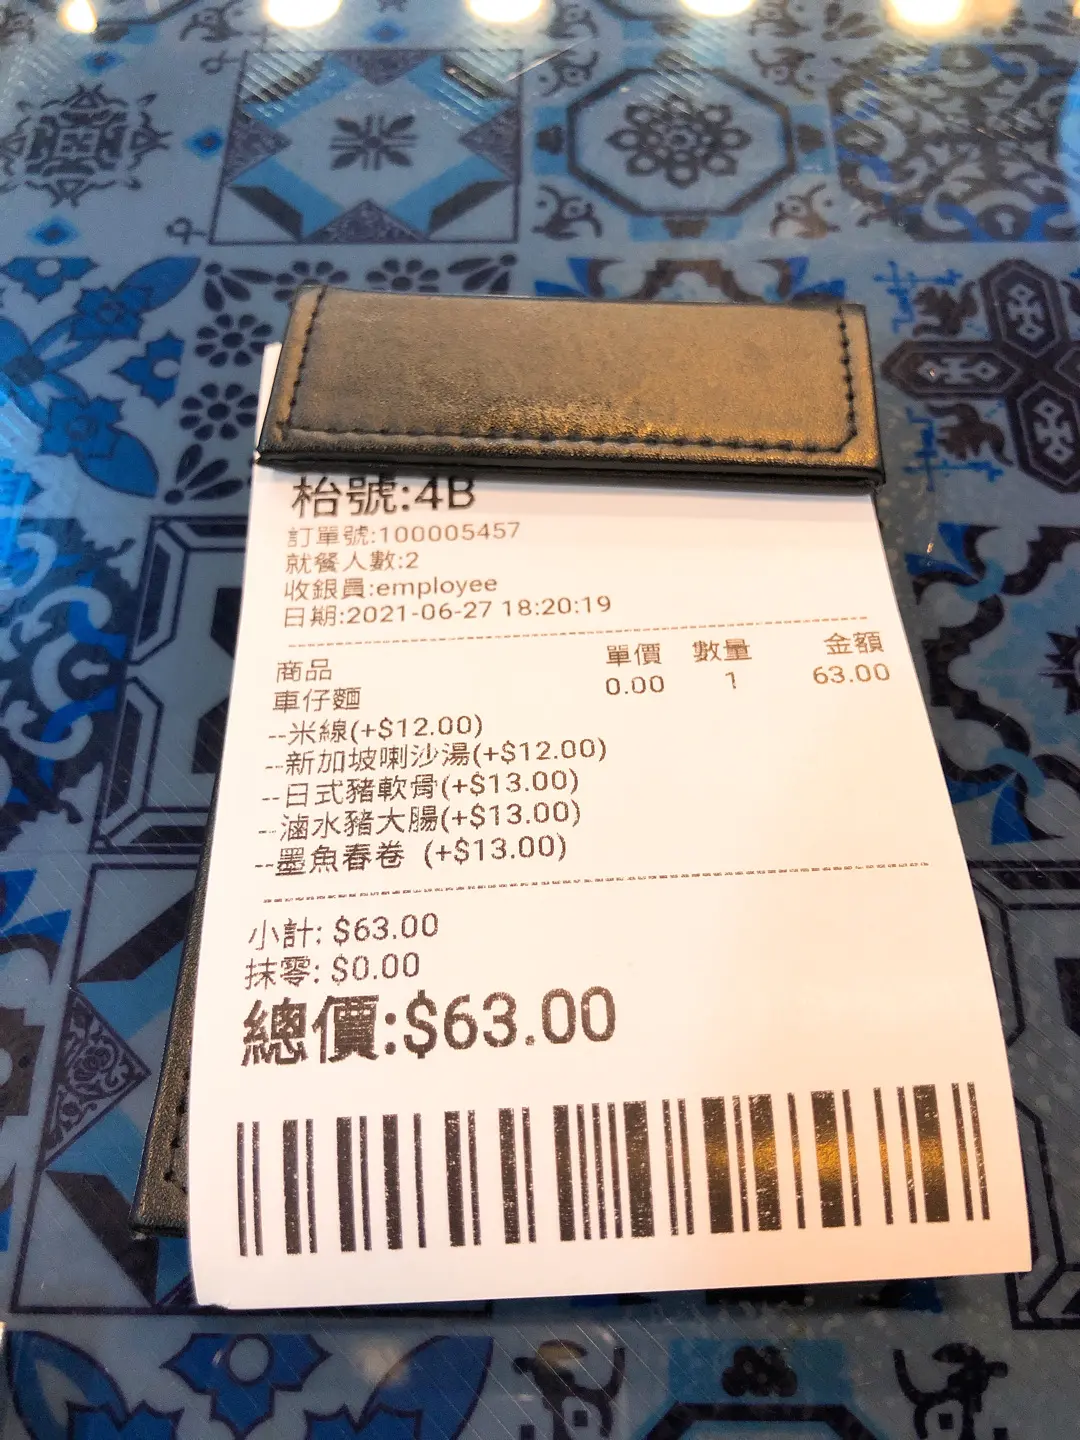 枱號:4B
訂單號:100005457
就餐人數:2
收銀員:employee
日期:2021-06-27 18:20:19
商品 單價 數量 金額
車仔麵 0.00 1 63.00
--米線(+$12.00)
--新加坡喇沙湯(+$12.00)
--日式豬軟骨(+$13.00)
--滷水豬大腸(+$13.00)
--墨魚春卷 (+$13.00)
小計: $63.00
抹零: $0.00
總價:$63.00